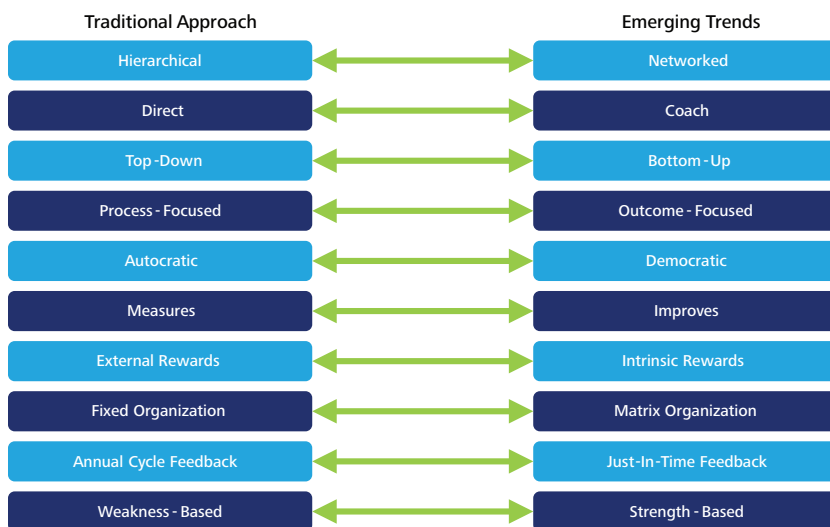 Traditional Approach Emerging Trends
Hierarchical Networked
Direct Coach
Top-Down Bottom-Up
Process-Focused Outcome-Focused
Autocratic Democratic
Measures Improves
External Rewards Intrinsic Rewards
Fixed Organization Matrix Organization
Annual Cycle Feedback Just-In-Time Feedback
Weakness-Based Strength-Based